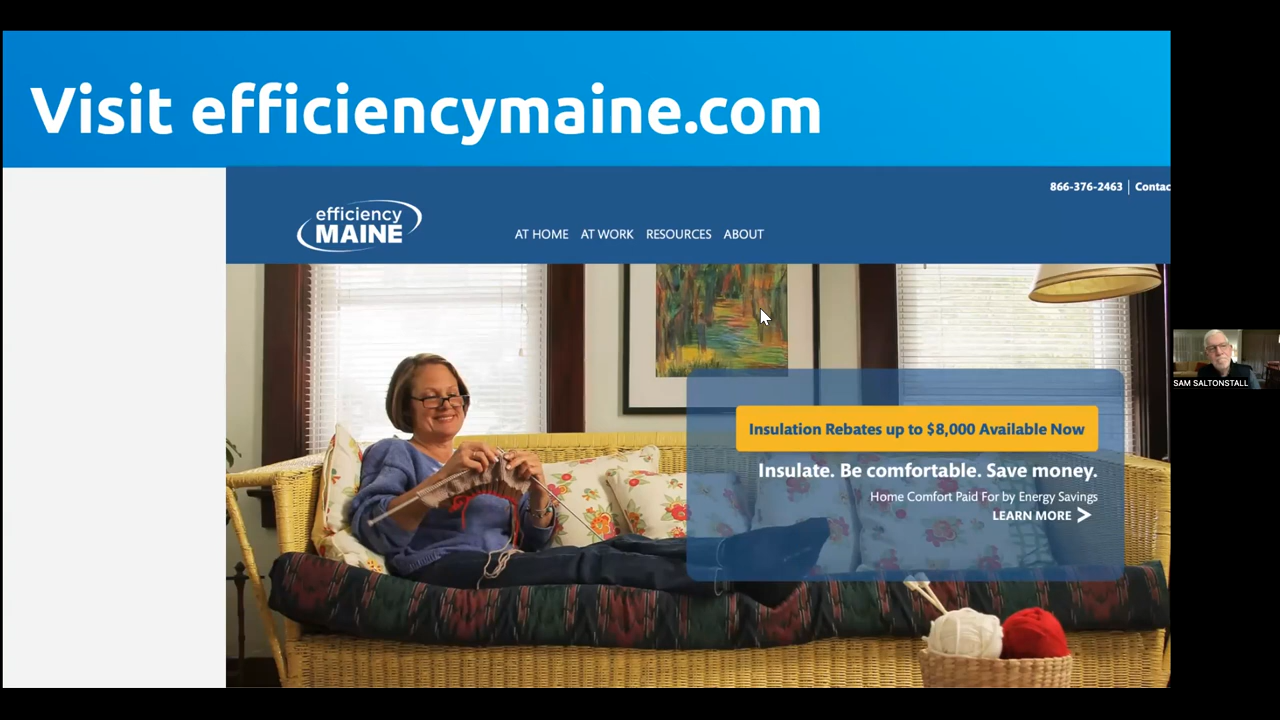 Visit efficiencymaine.com
866-376-2463 | Contac
efficiency
MAINE
AT HOME AT WORK RESOURCES ABOUT
Insulation Rebates up to $8,000 Available Now
Insulate. Be comfortable. Save money.
Home Comfort Paid For by Energy Savings
LEARN MORE >
SAM SALTONSTALL